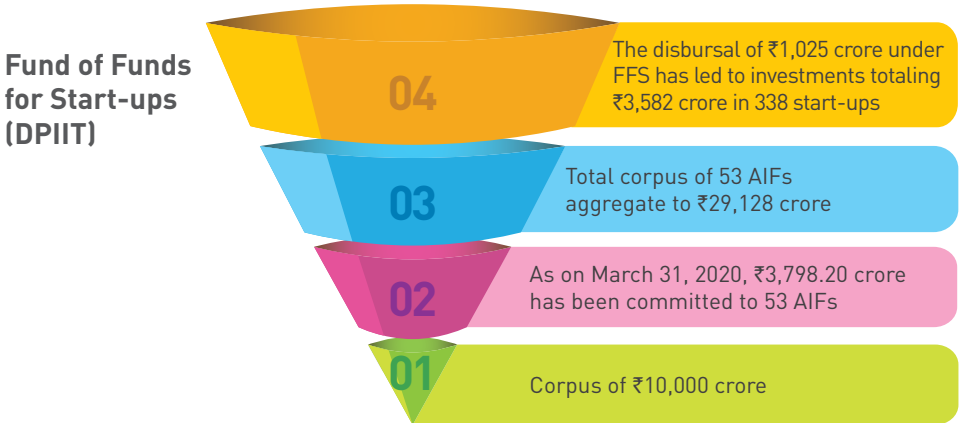 Fund of Funds
for Start-ups
(DPIIT)
04
The disbursal of ₹1,025 crore under
FFS has led to investments totaling
₹3,582 crore in 338 start-ups
03
Total corpus of 53 AIFs
aggregate to ₹29,128 crore
02
As on March 31, 2020, ₹3,798.20 crore
has been committed to 53 AIFs
01
Corpus of ₹10,000 crore